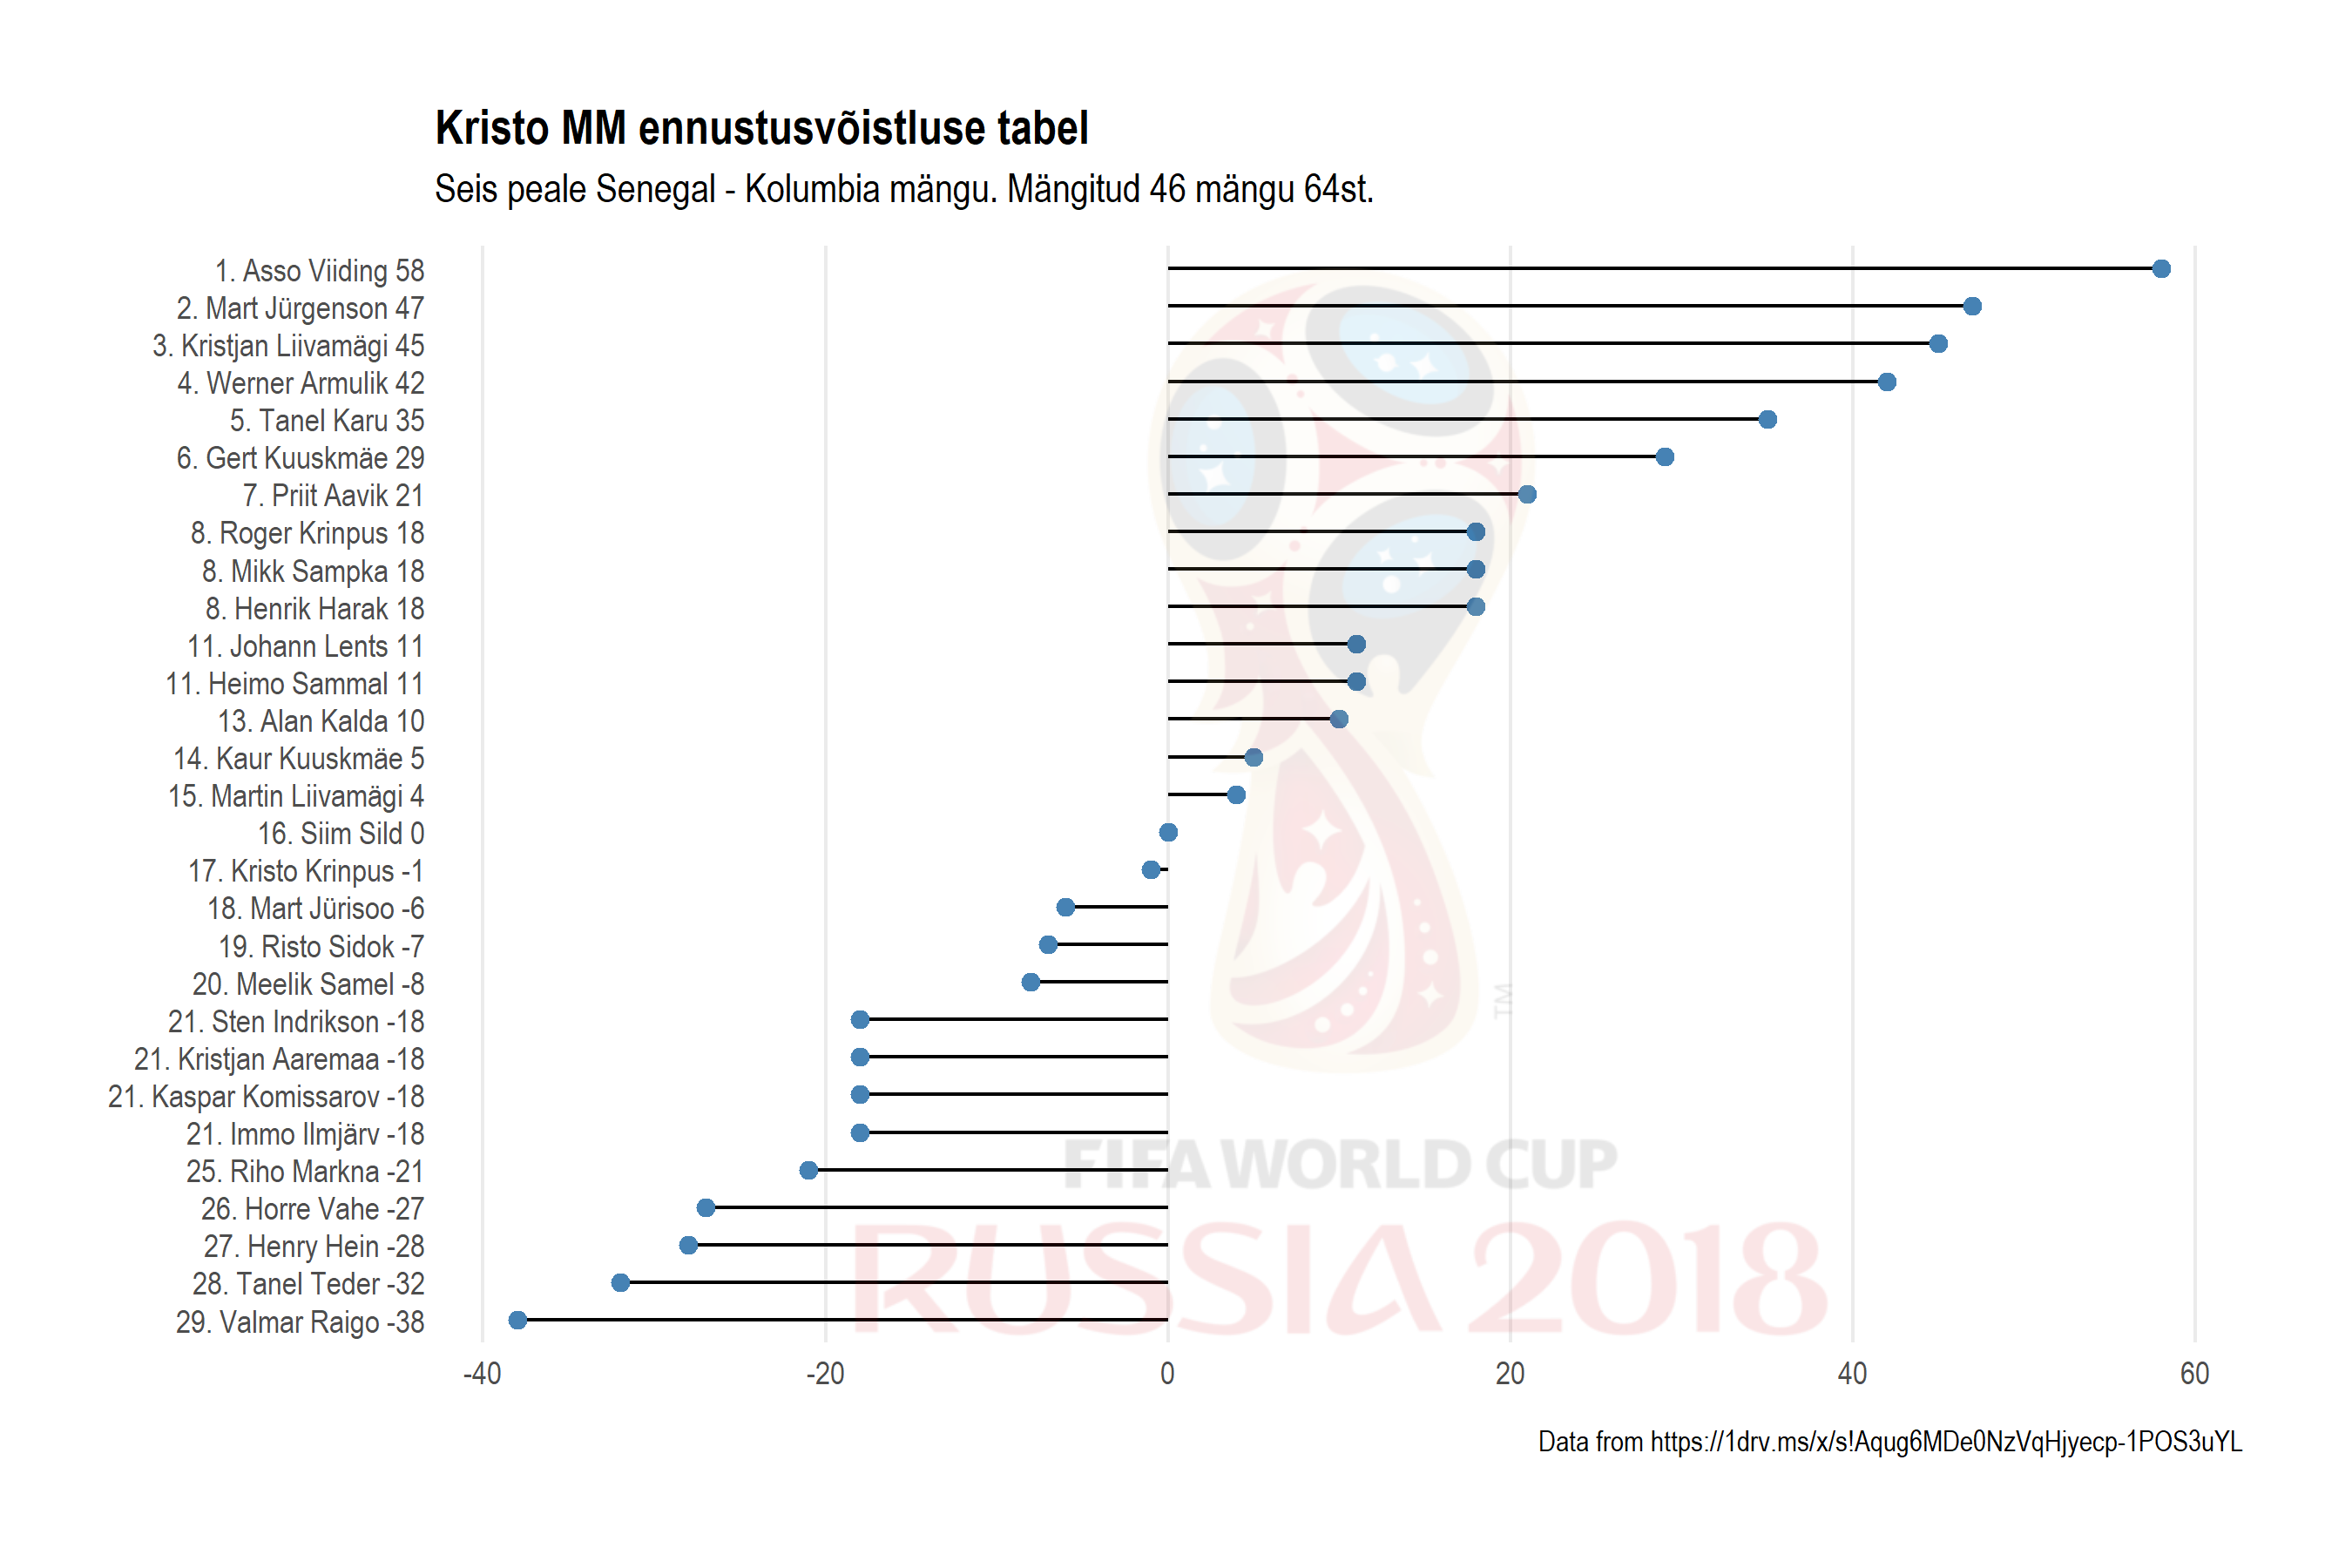 Kristo MM ennustusvõistluse tabel
Seis peale Senegal - Kolumbia mängu. Mängitud 46 mängu 64st.
1. Asso Viiding 58
2. Mart Jürgenson 47
3. Kristjan Liivamägi 45
4. Werner Armulik 42
5. Tanel Karu 35
6. Gert Kuuskmäe 29
7. Priit Aavik 21
8. Roger Krinpus 18
8. Mikk Sampka 18
8. Henrik Harak 18
11. Johann Lents 11
11. Heimo Sammal 11
13. Alan Kalda 10
14. Kaur Kuuskmäe 5
15. Martin Liivamägi 4
16. Siim Sild 0
17. Kristo Krinpus -1
18. Mart Jürisoo -6
19. Risto Sidok -7
20. Meelik Samel -8
21. Sten Indrikson -18
21. Kristjan Aaremaa -18
21. Kaspar Komissarov -18
21. Immo Ilmjärv -18
25. Riho Markna -21
26. Horre Vahe -27
27. Henry Hein -28
28. Tanel Teder -32
29. Valmar Raigo -38
TM
FIFA WORLD CUP
RUSSIA 2018
-40 -20 0 20 40 60
Data from https://1drv.ms/x/s!Aqug6MDe0NzVqHjyecp-1POS3uYL